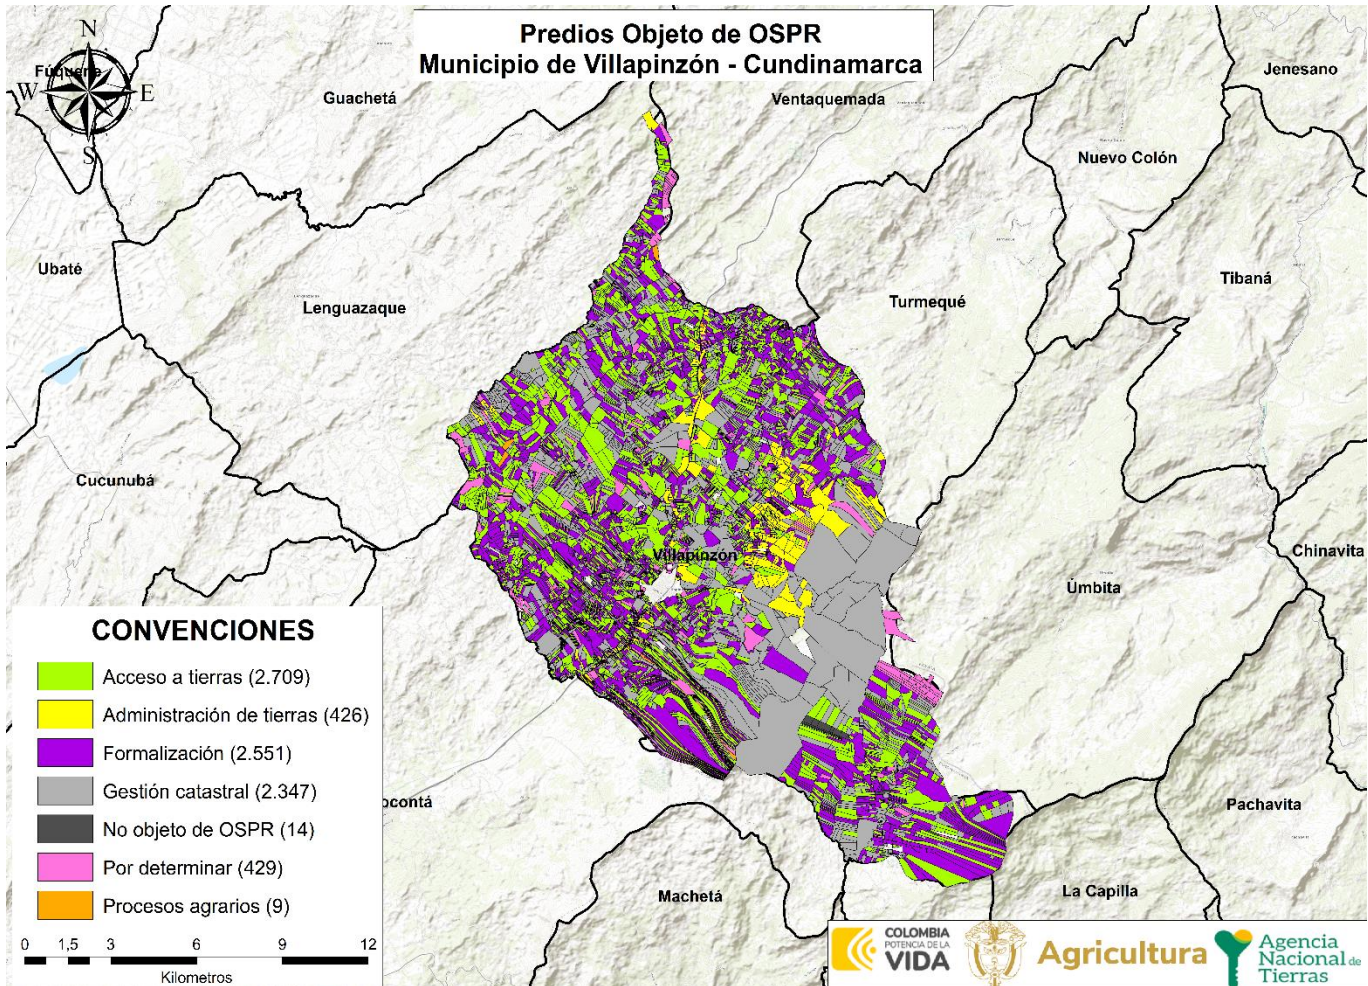 Predios Objeto de OSPR
Municipio de Villapinzón - Cundinamarca
N
W
E
S
Fúquene
Guachetá
Ventaquemada
Jenesano
Nuevo Colón
Ubaté
Lenguazaque
Turmequé
Tibaná
Cucunubá
Villapinzón
Chinavita
Úmbita
ocontá
Pachavita
Machetá
La Capilla
CONVENCIONES
Acceso a tierras (2.709)
Administración de tierras (426)
Formalización (2.551)
Gestión catastral (2.347)
No objeto de OSPR (14)
Por determinar (429)
Procesos agrarios (9)
0 1,5 3 6 9 12
Kilometros
COLOMBIA
POTENCIA DE LA
VIDA
Agricultura
Agencia
Nacional de
Tierras